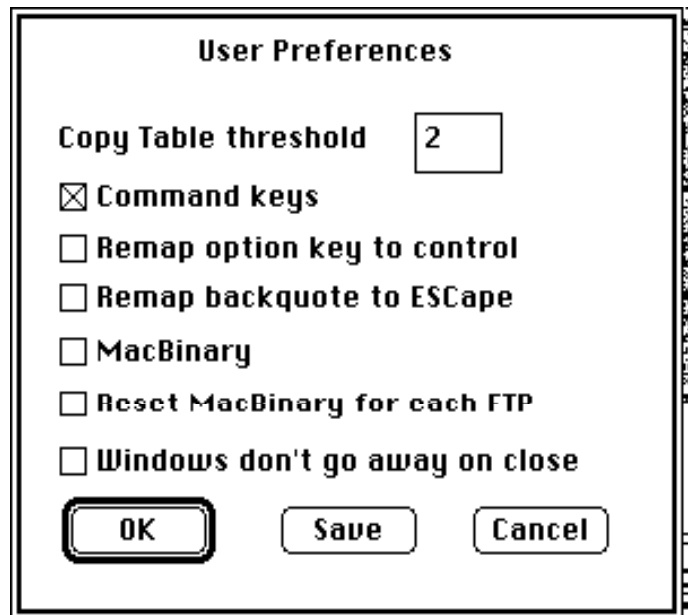 User Preferences
Copy Table threshold 2
Command keys
Remap option key to control
Remap backquote to ESCape
MacBinary
Reset MacBinary for each FTP
Windows don't go away on close
OK Save Cancel